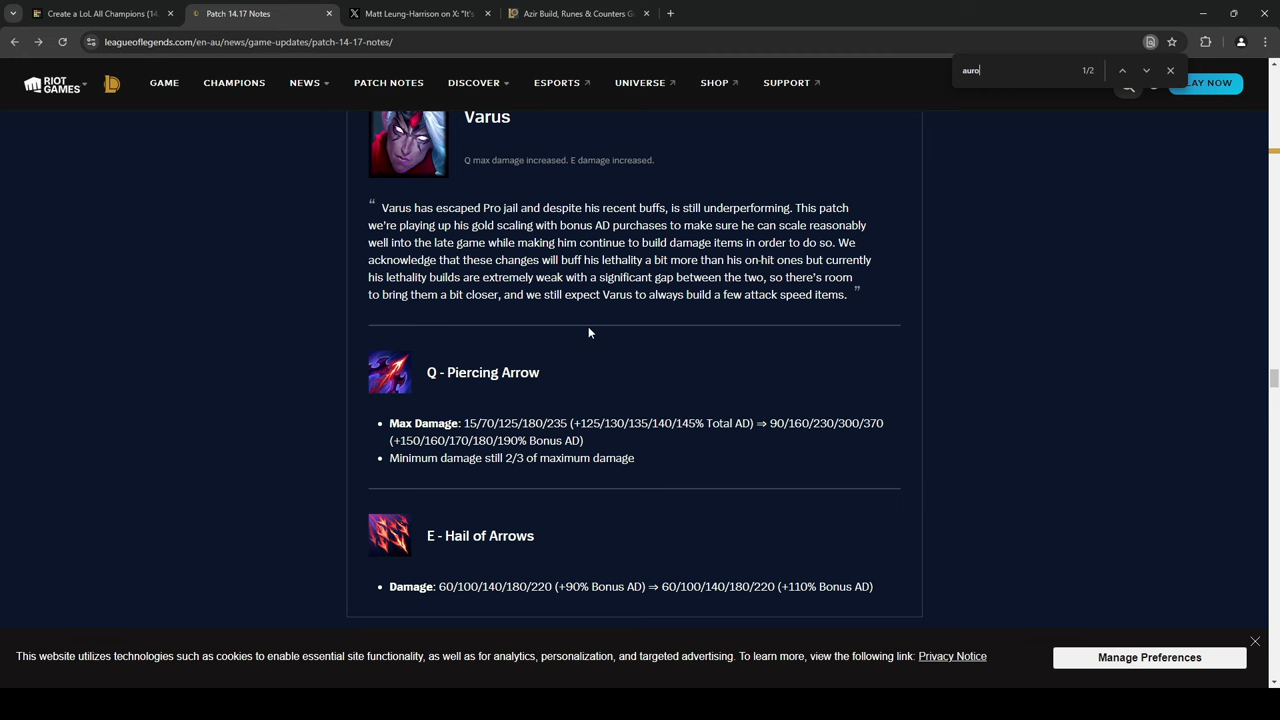 Create a LoL All Champions (14.
Patch 14.17 Notes
Matt Leung-Harrison on X: "It's
Azir Build, Runes & Counters G
leagueoflegends.com/en-au/news/game-updates/patch-14-17-notes/
auro 1/2
RIOT GAMES
GAME CHAMPIONS NEWS PATCH NOTES DISCOVER ESPORTS UNIVERSE SHOP SUPPORT
LAY NOW
Varus
Q max damage increased. E damage increased.
“ Varus has escaped Pro jail and despite his recent buffs, is still underperforming. This patch
we’re playing up his gold scaling with bonus AD purchases to make sure he can scale reasonably
well into the late game while making him continue to build damage items in order to do so. We
acknowledge that these changes will buff his lethality a bit more than his on-hit ones but currently
his lethality builds are extremely weak with a significant gap between the two, so there’s room
to bring them a bit closer, and we still expect Varus to always build a few attack speed items. ”
Q - Piercing Arrow
• Max Damage: 15/70/125/180/235 (+125/130/135/140/145% Total AD) ⇒ 90/160/230/300/370
(+150/160/170/180/190% Bonus AD)
• Minimum damage still 2/3 of maximum damage
E - Hail of Arrows
• Damage: 60/100/140/180/220 (+90% Bonus AD) ⇒ 60/100/140/180/220 (+110% Bonus AD)
This website utilizes technologies such as cookies to enable essential site functionality, as well as for analytics, personalization, and targeted advertising. To learn more, view the following link: Privacy Notice
Manage Preferences